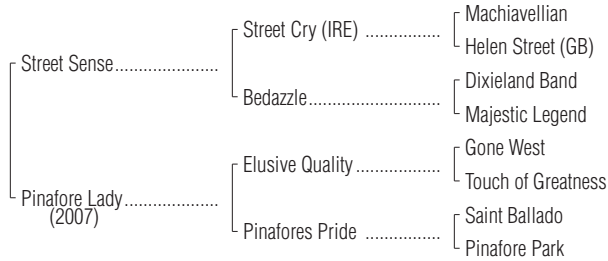 Machiavellian
Street Cry (IRE) ..................
Helen Street (GB)
Street Sense......................
Dixieland Band
Bedazzle................................
Majestic Legend
Gone West
Elusive Quality ....................
Touch of Greatness
Pinafore Lady....................
(2007)
Saint Ballado
Pinafores Pride ..................
Pinafore Park